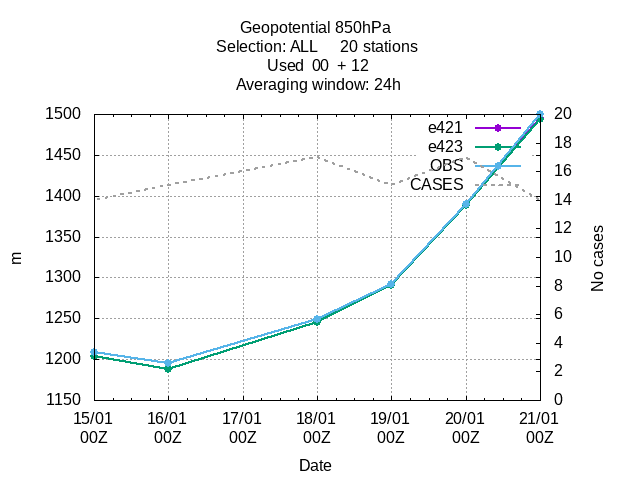 Geopotential 850hPa
Selection: ALL     20 stations
Used  00  + 12
Averaging window: 24h
1500
1450
1400
1350
1300
1250
1200
1150
m
e421
e423
OBS
CASES
20
18
16
14
12
10
8
6
4
2
0
No cases
15/01 16/01 17/01 18/01 19/01 20/01 21/01
00Z 00Z 00Z 00Z 00Z 00Z 00Z
Date